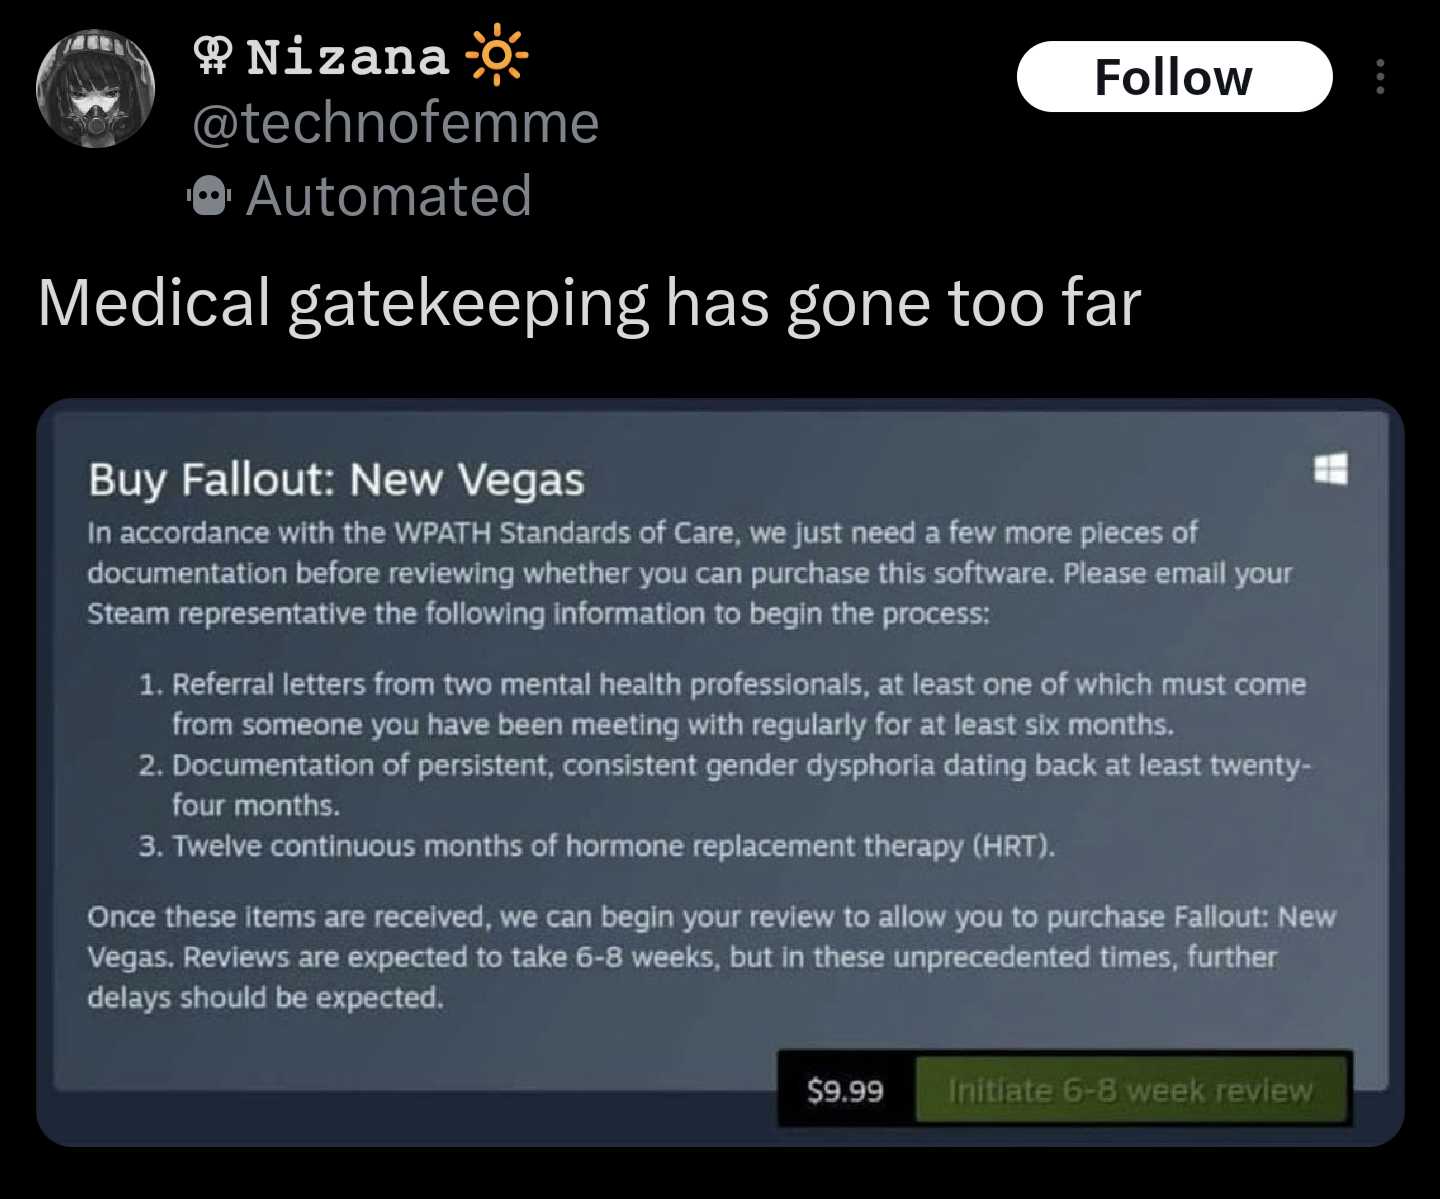 ⚢ Nizana 🔆
@technofemme
Automated
Follow
Medical gatekeeping has gone too far
Buy Fallout: New Vegas
In accordance with the WPATH Standards of Care, we just need a few more pieces of
documentation before reviewing whether you can purchase this software. Please email your
Steam representative the following information to begin the process:
1. Referral letters from two mental health professionals, at least one of which must come
from someone you have been meeting with regularly for at least six months.
2. Documentation of persistent, consistent gender dysphoria dating back at least twenty-
four months.
3. Twelve continuous months of hormone replacement therapy (HRT).
Once these items are received, we can begin your review to allow you to purchase Fallout: New
Vegas. Reviews are expected to take 6-8 weeks, but in these unprecedented times, further
delays should be expected.
$9.99 Initiate 6-8 week review